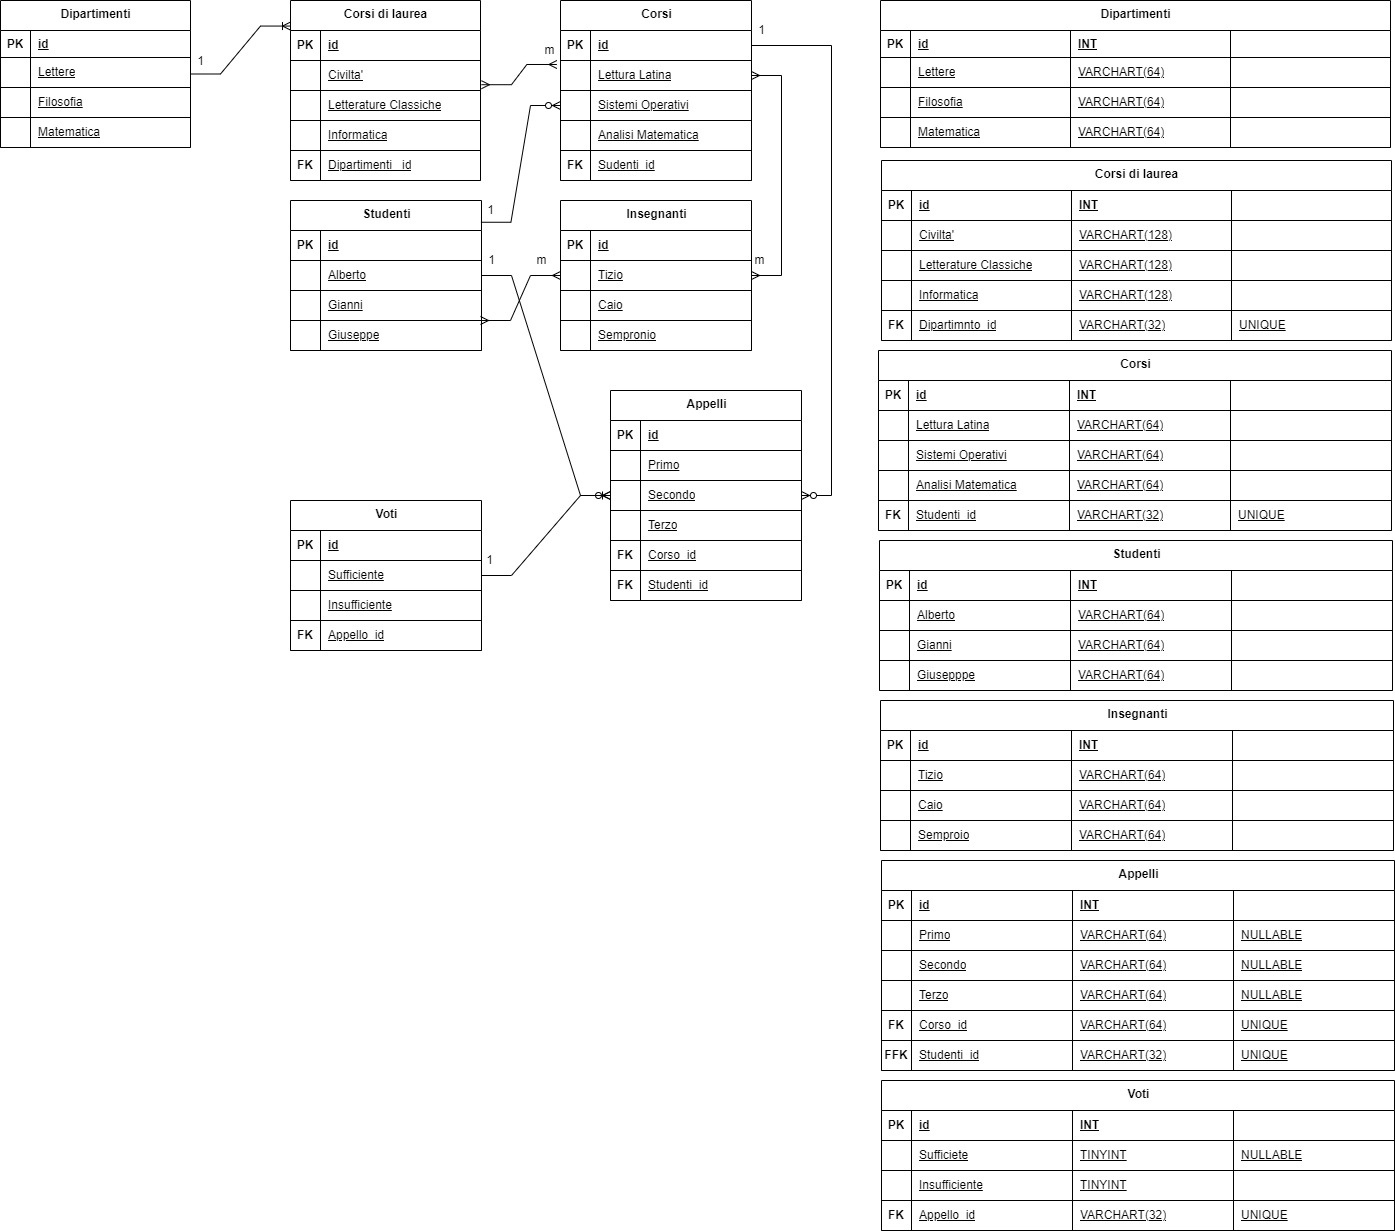 Dipartimenti
PK id
Lettere
Filosofia
Matematica
1
Corsi di laurea
PK id
Civilta'
Letterature Classiche
Informatica
FK Dipartimenti_id
m
Corsi
PK id
Lettura Latina
Sistemi Operativi
Analisi Matematica
FK Sudenti_id
1
Studenti
PK id
Alberto
Gianni
Giuseppe
1
1
m
Insegnanti
PK id
Tizio
Caio
Sempronio
m
Appelli
PK id
Primo
Secondo
Terzo
FK Corso_id
FK Studenti_id
Voti
PK id
Sufficiente
Insufficiente
FK Appello_id
1
Dipartimenti
PK id INT
Lettere VARCHART(64)
Filosofia VARCHART(64)
Matematica VARCHART(64)
Corsi di laurea
PK id INT
Civilta' VARCHART(128)
Letterature Classiche VARCHART(128)
Informatica VARCHART(128)
FK Dipartimnto_id VARCHART(32) UNIQUE
Corsi
PK id INT
Lettura Latina VARCHART(64)
Sistemi Operativi VARCHART(64)
Analisi Matematica VARCHART(64)
FK Studenti_id VARCHART(32) UNIQUE
Studenti
PK id INT
Alberto VARCHART(64)
Gianni VARCHART(64)
Giusepppe VARCHART(64)
Insegnanti
PK id INT
Tizio VARCHART(64)
Caio VARCHART(64)
Semproio VARCHART(64)
Appelli
PK id INT
Primo VARCHART(64) NULLABLE
Secondo VARCHART(64) NULLABLE
Terzo VARCHART(64) NULLABLE
FK Corso_id VARCHART(64) UNIQUE
FFK Studenti_id VARCHART(32) UNIQUE
Voti
PK id INT
Sufficiete TINYINT NULLABLE
Insufficiente TINYINT
FK Appello_id VARCHART(32) UNIQUE